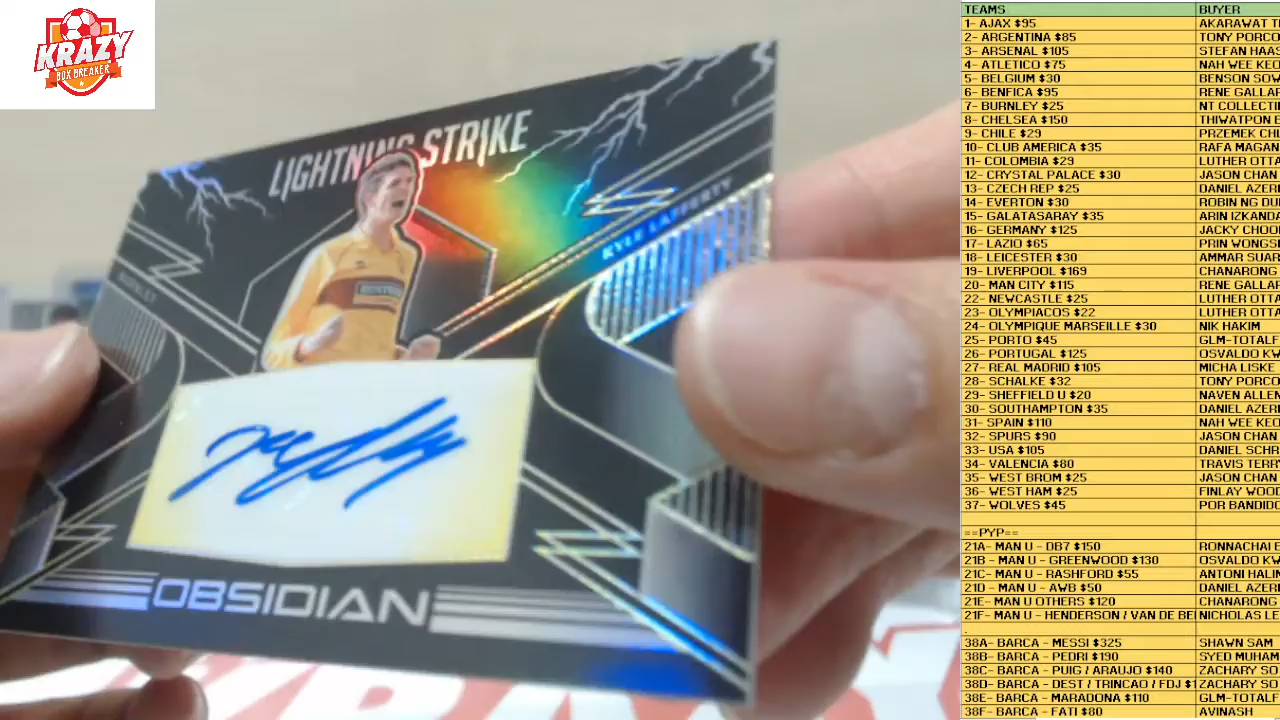 KRAZY
BOX BREAKER
LIGHTNING STRIKE
KYLE LAFFERTY
BURNLEY
OBSIDIAN
TEAMS BUYER
1- AJAX $95 AKARAWAT T
2- ARGENTINA $85 TONY PORCO
3- ARSENAL $105 STEFAN HAAS
4- ATLETICO $75 NAH WEE KEO
5- BELGIUM $30 BENSON SOW
6- BENFICA $95 RENE GALLAR
7- BURNLEY $25 NT COLLECTI
8- CHELSEA $150 THIWATPON E
9- CHILE $29 PRZEMEK CHL
10- CLUB AMERICA $35 RAFA MAGAN
11- COLOMBIA $29 LUTHER OTTA
12- CRYSTAL PALACE $30 JASON CHAN
13- CZECH REP $25 DANIEL AZER
14- EVERTON $30 ROBIN NG DU
15- GALATASARAY $35 ARIN IZKAND
16- GERMANY $125 JACKY CHOO
17- LAZIO $65 PRIN WONGS
18- LEICESTER $30 AMMAR SUAR
19- LIVERPOOL $169 CHANARONG
20- MAN CITY $115 RENE GALLAR
22- NEWCASTLE $25 LUTHER OTTA
23- OLYMPIACOS $22 LUTHER OTTA
24- OLYMPIQUE MARSEILLE $30 NIK HAKIM
25- PORTO $45 GLM-TOTALF
26- PORTUGAL $125 OSVALDO KW
27- REAL MADRID $105 MICHA LISKE
28- SCHALKE $32 TONY PORCO
29- SHEFFIELD U $20 NAVEN ALLEN
30- SOUTHAMPTON $35 DANIEL AZER
31- SPAIN $110 NAH WEE KEO
32- SPURS $90 JASON CHAN
33- USA $105 DANIEL SCHR
34- VALENCIA $80 TRAVIS TERR
35- WEST BROM $25 JASON CHAN
36- WEST HAM $25 FINLAY WOOD
37- WOLVES $45 POR BANDIDO
==PYP==
21A- MAN U - DB7 $150 RONNACHAI E
21B - MAN U - GREENWOOD $130 OSVALDO KW
21C - MAN U - RASHFORD $55 ANTONI HALIN
21D - MAN U - AWB $50 DANIEL AZER
21E- MAN U OTHERS $120 CHANARONG
21F- MAN U - HENDERSON / VAN DE BE NICHOLAS LE
38A- BARCA - MESSI $325 SHAWN SAM
38B- BARCA - PEDRI $190 SYED MUHAM
38C- BARCA - PUIG / ARAUJO $140 ZACHARY SO
38D- BARCA - DEST / TRINCAO / FDJ $1 ZACHARY SO
38E- BARCA - MARADONA $110 GLM-TOTALF
38F- BARCA - FATI $80 AVINASH